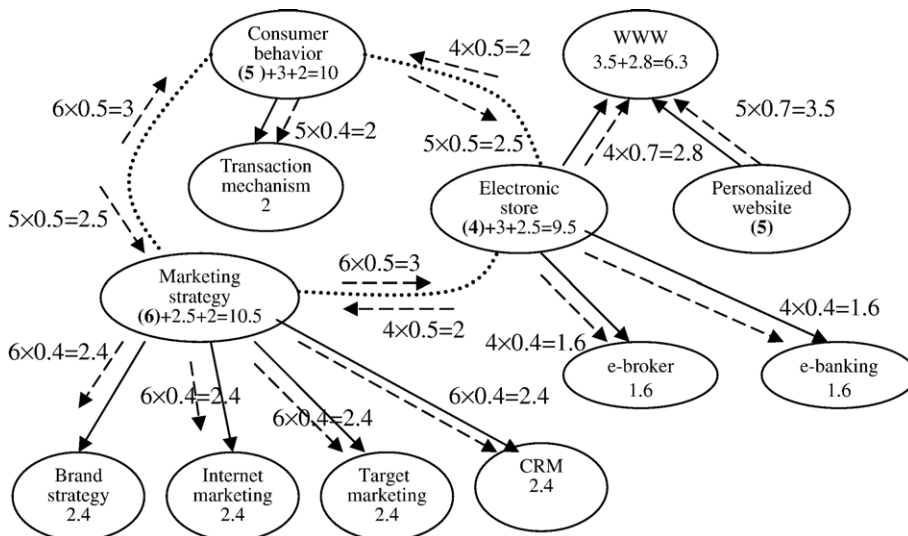 Consumer
behavior
(5 )+3+2=10
4×0.5=2
WWW
3.5+2.8=6.3
6×0.5=3
5×0.4=2
5×0.5=2.5
4×0.7=2.8
5×0.7=3.5
Transaction
mechanism
2
Electronic
store
(4)+3+2.5=9.5
Personalized
website
(5)
5×0.5=2.5
Marketing
strategy
(6)+2.5+2=10.5
6×0.5=3
4×0.5=2
4×0.4=1.6
4×0.4=1.6
6×0.4=2.4
6×0.4=2.4
6×0.4=2.4
6×0.4=2.4
e-broker
1.6
e-banking
1.6
Brand
strategy
2.4
Internet
marketing
2.4
Target
marketing
2.4
CRM
2.4